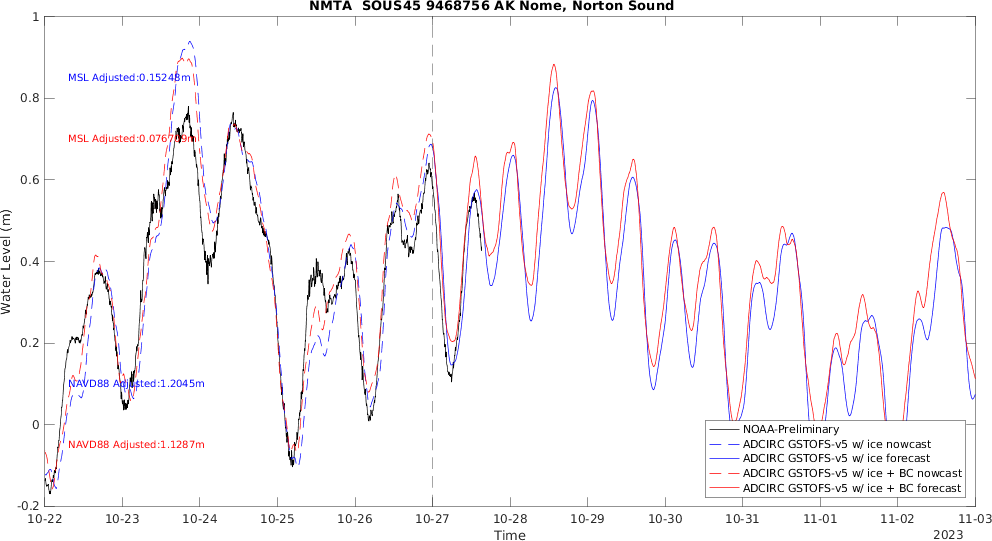 NMTA SOUS45 9468756 AK Nome, Norton Sound
1
MSL Adjusted:0.15248m
0.8
MSL Adjusted:0.0767
0.6
Water Level (m)
0.4
0.2
NAVD88 Adjusted:1.2045m
0
NAVD88 Adjusted:1.1287m
NOAA-Preliminary
ADCIRC GSTOFS-v5 w/ ice nowcast
ADCIRC GSTOFS-v5 w/ ice forecast
ADCIRC GSTOFS-v5 w/ ice + BC nowcast
ADCIRC GSTOFS-v5 w/ ice + BC forecast
-0.2
10-22 10-23 10-24 10-25 10-26 10-27 10-28 10-29 10-30 10-31 11-01 11-02 11-03
Time 2023